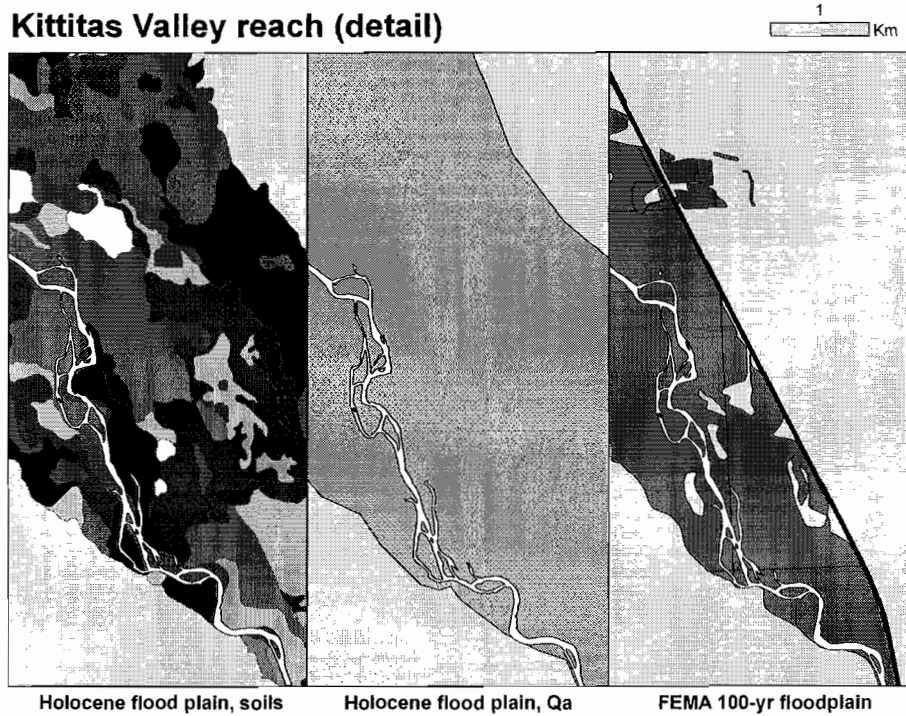 Kittitas Valley reach (detail)
1
Km
Holocene flood plain, soils
Holocene flood plain, Qa
FEMA 100-yr floodplain